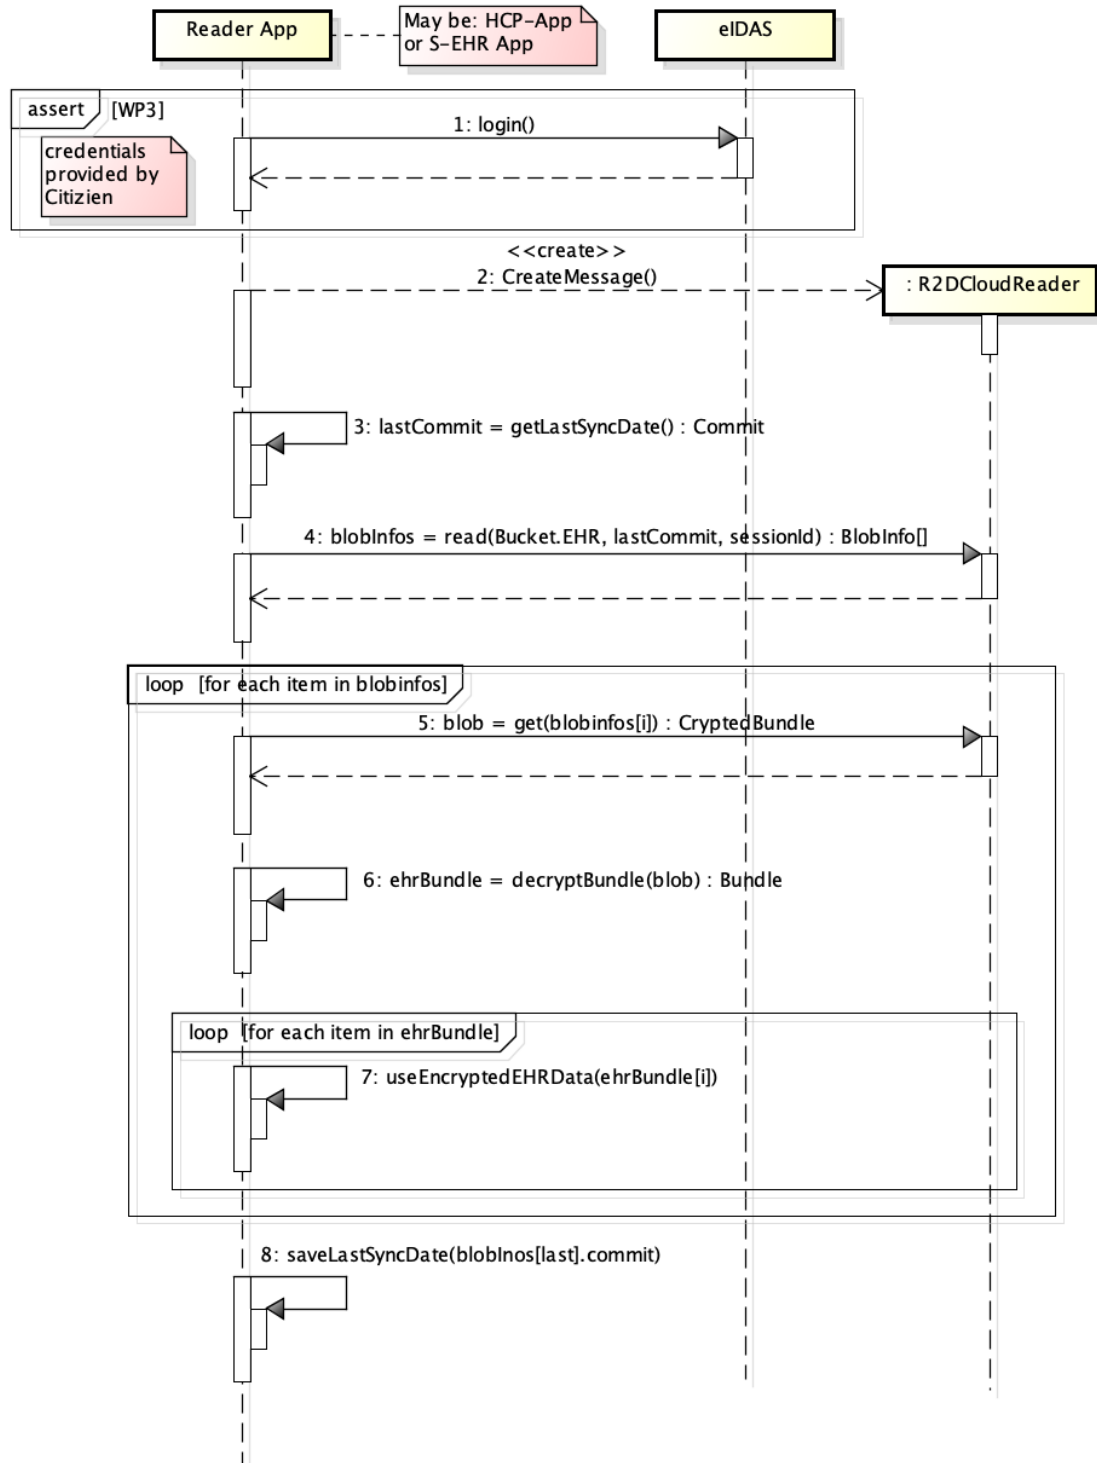 Reader App
May be: HCP-App
or S-EHR App
eIDAS
assert [WP3]
1: login()
credentials
provided by
Citizien
<<create>>
2: CreateMessage()
: R2DCloudReader
3: lastCommit = getLastSyncDate() : Commit
4: blobInfos = read(Bucket.EHR, lastCommit, sessionId) : BlobInfo[]
loop [for each item in blobinfos]
5: blob = get(blobinfos[i]) : CryptedBundle
6: ehrBundle = decryptBundle(blob) : Bundle
loop [for each item in ehrBundle]
7: useEncryptedEHRData(ehrBundle[i])
8: saveLastSyncDate(blobInos[last].commit)